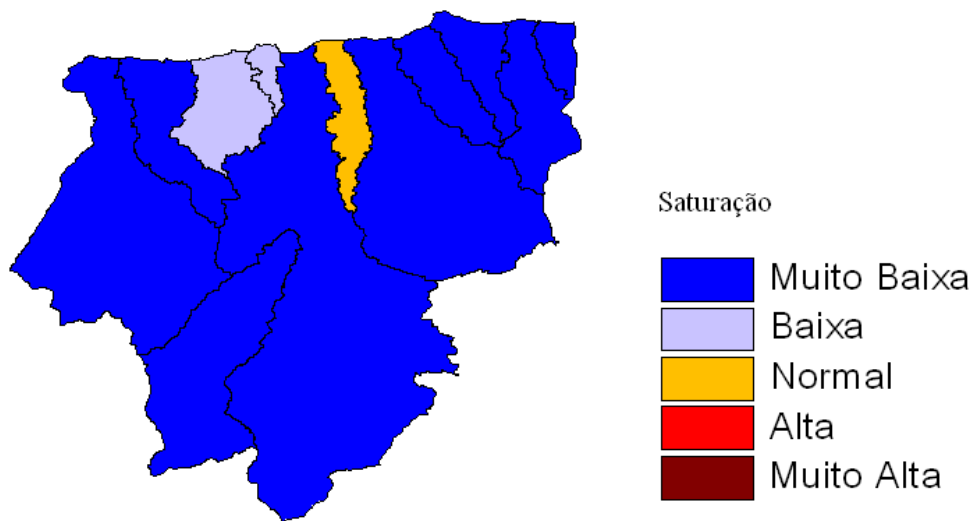 Saturação
Muito Baixa
Baixa
Normal
Alta
Muito Alta